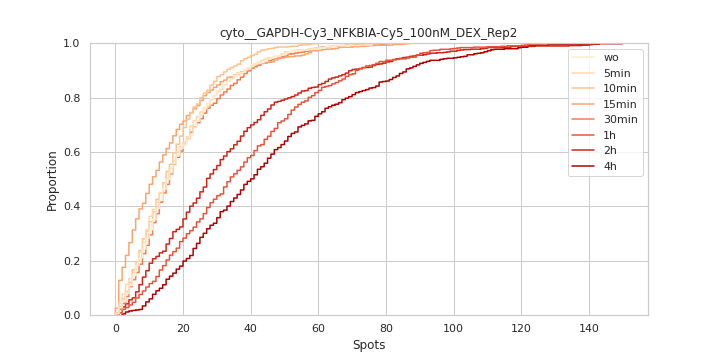 cyto__GAPDH-Cy3_NFKBIA-Cy5_100nM_DEX_Rep2
1.0
0.8
0.6
0.4
0.2
0.0
Proportion
0
20
40
60
80
100
120
140
Spots
wo
5min
10min
15min
30min
1h
2h
4h